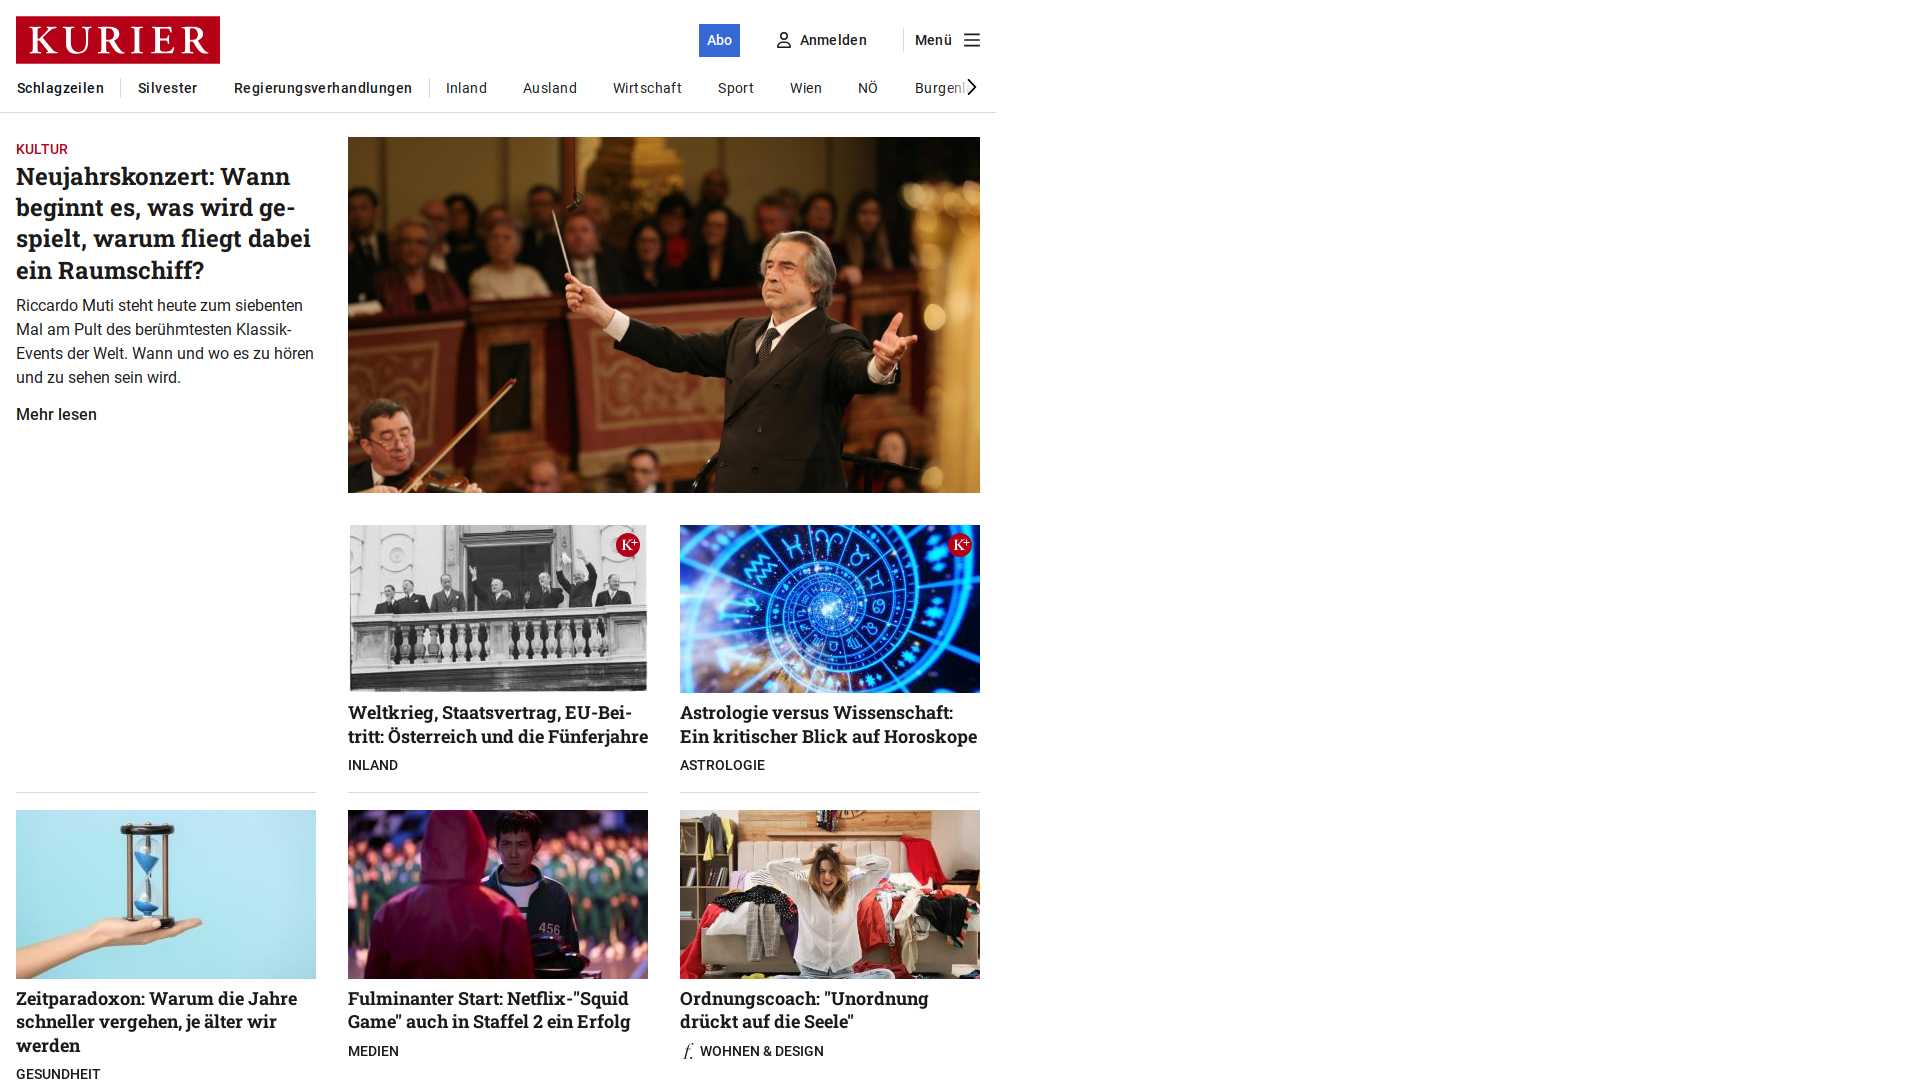 KURIER
Abo
Anmelden
Menü
Schlagzeilen
Silvester
Regierungsverhandlungen
Inland
Ausland
Wirtschaft
Sport
Wien
NÖ
KULTUR
Neujahrskonzert: Wann
beginnt es, was wird ge-
spielt, warum fliegt dabei
ein Raumschiff?
Riccardo Muti steht heute zum siebenten
Mal am Pult des berühmtesten Klassik-
Events der Welt. Wann und wo es zu hören
und zu sehen sein wird.
Mehr lesen
K+
K+
Weltkrieg, Staatsvertrag, EU-Bei-
tritt: Österreich und die Fünferjahre
INLAND
Astrologie versus Wissenschaft:
Ein kritischer Blick auf Horoskope
ASTROLOGIE
456
Zeitparadoxon: Warum die Jahre
schneller vergehen, je älter wir
werden
GESUNDHEIT
Fulminanter Start: Netflix-"Squid
Game" auch in Staffel 2 ein Erfolg
MEDIEN
Ordnungscoach: "Unordnung
drückt auf die Seele"
f.
WOHNEN & DESIGN